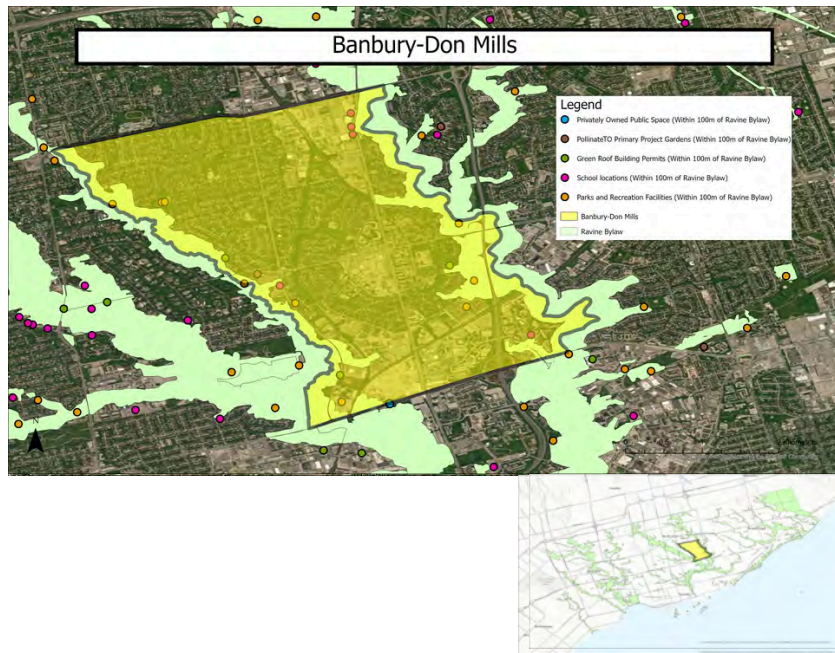 Banbury-Don Mills
Legend
Privately Owned Public Space (Within 100m of Ravine Bylaw)
PollinateTO Primary Project Gardens (Within 100m of Ravine Bylaw)
Green Roof Building Permits (Within 100m of Ravine Bylaw)
School locations (Within 100m of Ravine Bylaw)
Parks and Recreation Facilities (Within 100m of Ravine Bylaw)
Banbury-Don Mills
Ravine Bylaw
N